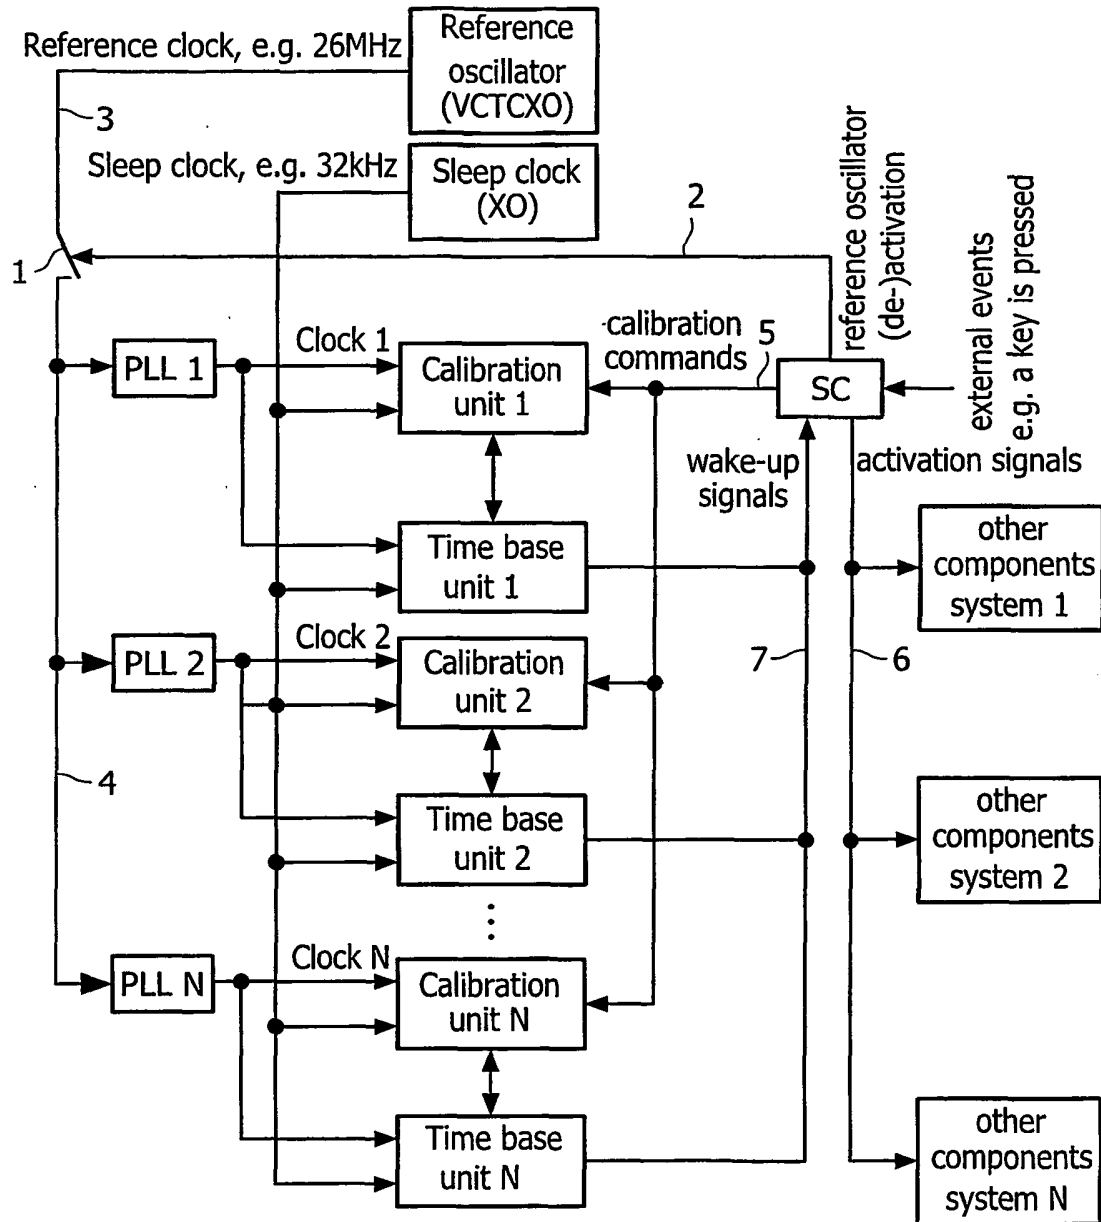 Reference clock, e.g. 26MHz
Reference
oscillator
(VCTCXO)
3
Sleep clock, e.g. 32kHz
Sleep clock
(XO)
2
1
reference oscillator
(de-)activation
external events
e.g. a key is pressed
PLL 1
Clock 1
Calibration
unit 1
calibration
commands
5
SC
wake-up
signals
activation signals
Time base
unit 1
other
components
system 1
PLL 2
Clock 2
Calibration
unit 2
7
6
4
Time base
unit 2
other
components
system 2
PLL N
Clock N
Calibration
unit N
Time base
unit N
other
components
system N